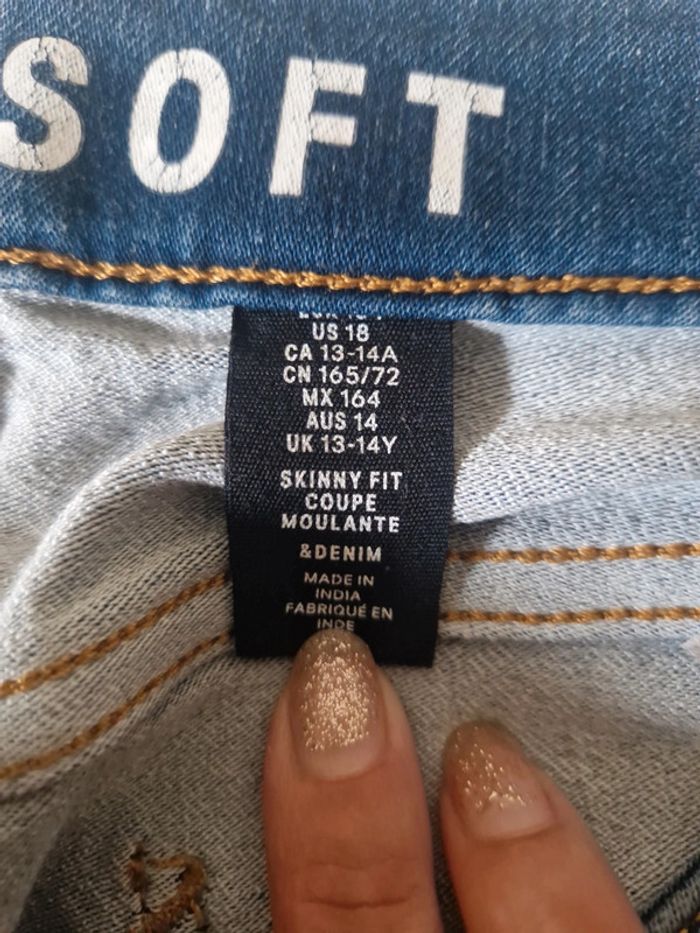 SOFT
US 18
CA 13-14A
CN 165/72
MX 164
AUS 14
UK 13-14Y
SKINNY FIT
COUPE
MOULANTE
&DENIM
MADE IN
INDIA
FABRIQUÉ EN
INDE